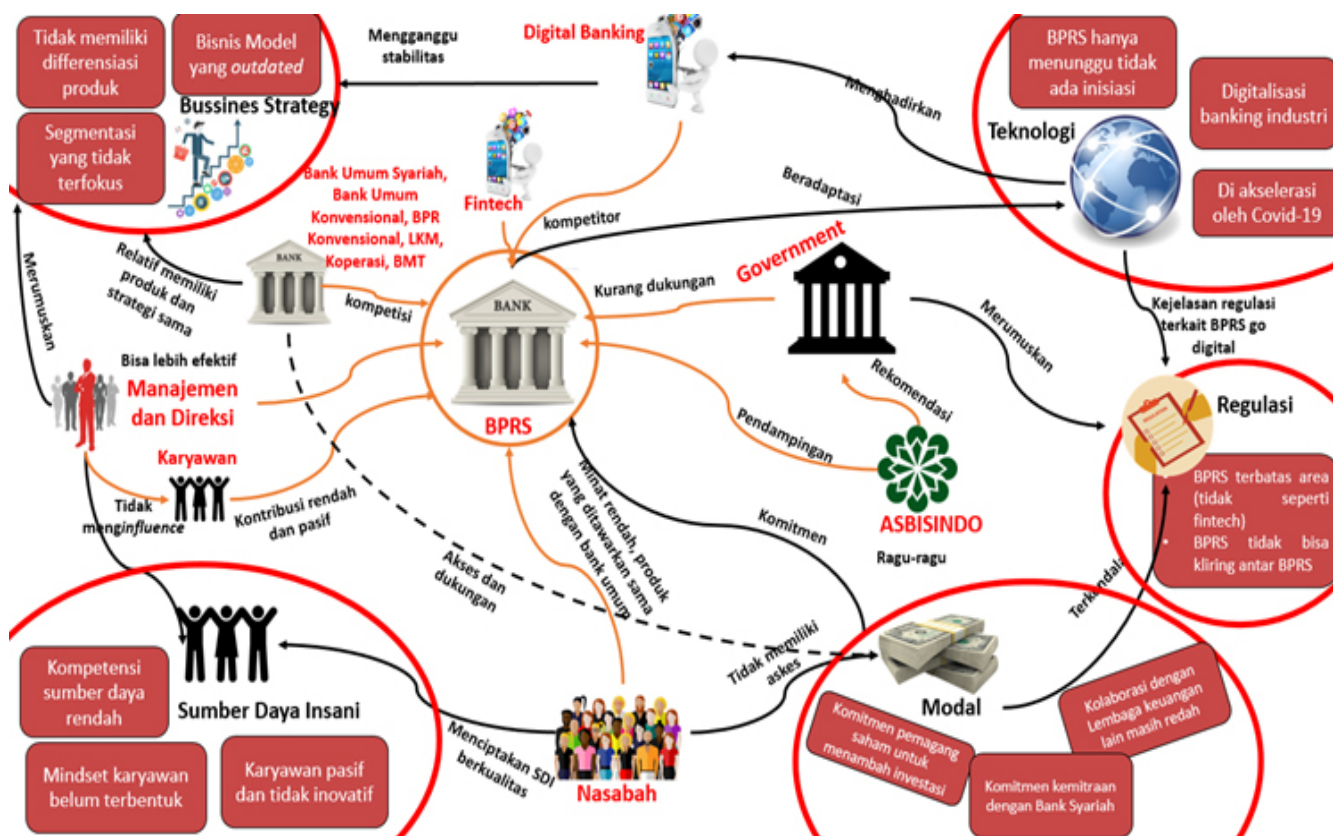 Tidak memiliki
differensiasi
produk
Bisnis Model
yang outdated
Bussines Strategy
Segmentasi
yang tidak
terfokus
Mengganggu
stabilitas
Digital Banking
Menghadirkan
BPRS hanya
menunggu tidak
ada inisiasi
Teknologi
Digitalisasi
banking industri
Di akselerasi
oleh Covid-19
Fintech
kompetitor
Beradaptasi
Bank Umum Syariah,
Bank Umum
Konvensional, BPR
Konvensional, LKM,
Koperasi, BMT
BANK
kompetisi
Relatif memiliki
produk dan
strategi sama
Merumuskan
BANK
BPRS
Government
Kurang dukungan
Merumuskan
Kejelasan regulasi
terkait BPRS go
digital
Bisa lebih efektif
Manajemen
dan Direksi
Karyawan
Tidak
menginfluence
Kontribusi rendah
dan pasif
Rekomendasi
Pendampingan
ASBISINDO
Ragu-ragu
Regulasi
• BPRS terbatas area
(tidak seperti
fintech)
• BPRS tidak bisa
kliring antar BPRS
Minat rendah, produk
yang ditawarkan sama
dengan bank umum
Komitmen
Akses dan
dukungan
Tidak memiliki
askes
Terkendala
Kompetensi
sumber daya
rendah
Sumber Daya Insani
Mindset karyawan
belum terbentuk
Karyawan pasif
dan tidak inovatif
Menciptakan SDI
berkualitas
Nasabah
Modal
Komitmen pemagang
saham untuk
menambah investasi
Komitmen kemitraan
dengan Bank Syariah
Kolaborasi dengan
Lembaga keuangan
lain masih redah